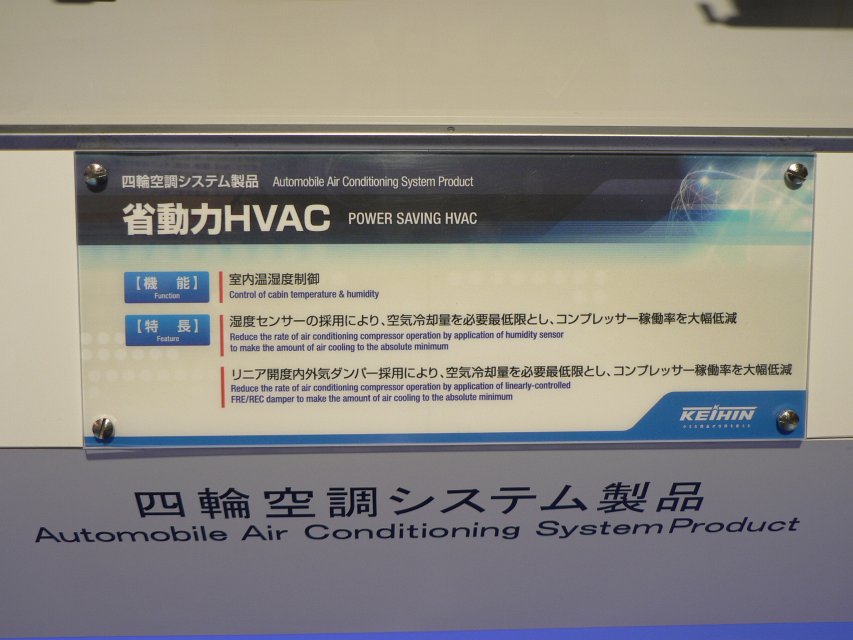 四輪空調システム製品 Automobile Air Conditioning System Product
省動力HVAC POWER SAVING HVAC
【機 能】 室内温湿度制御
Function Control of cabin temperature & humidity
【特 長】 湿度センサーの採用により、空気冷却量を必要最低限とし、コンプレッサー稼働率を大幅低減
Feature Reduce the rate of air conditioning compressor operation by application of humidity sensor
to make the amount of air cooling to the absolute minimum
リニア開度内外気ダンパー採用により、空気冷却量を必要最低限とし、コンプレッサー稼働率を大幅低減
Reduce the rate of air conditioning compressor operation by application of linearly-controlled
FRE/REC damper to make the amount of air cooling to the absolute minimum
KEIHIN
四輪空調システム製品
Automobile Air Conditioning System Product